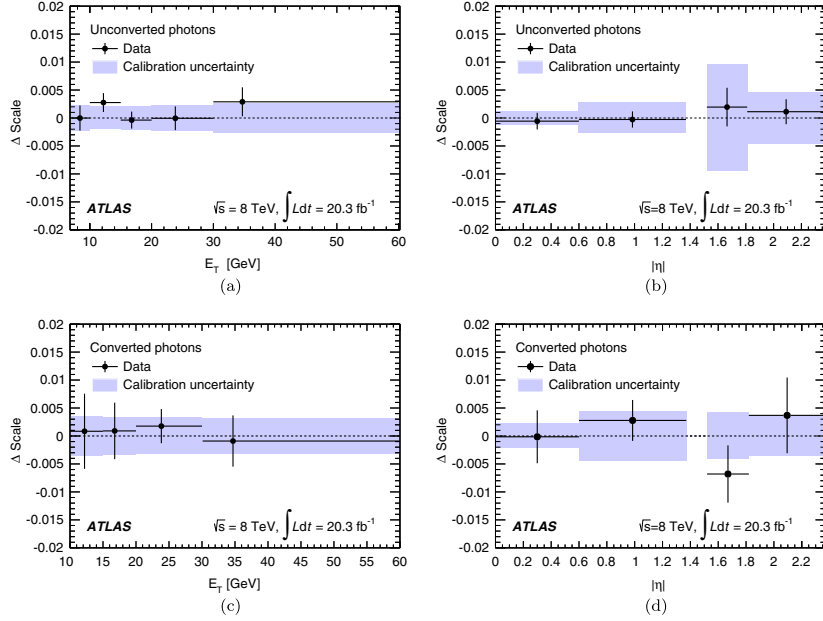 0.02
0.015
0.01
0.005
0
-0.005
-0.01
-0.015
-0.02
Δ Scale
Unconverted photons
Data
Calibration uncertainty
ATLAS
√s = 8 TeV, ∫ Ldt = 20.3 fb⁻¹
10 20 30 40 50 60
E_T [GeV]
(a)
0.02
0.015
0.01
0.005
0
-0.005
-0.01
-0.015
-0.02
Δ Scale
Unconverted photons
Data
Calibration uncertainty
ATLAS
√s=8 TeV, ∫ Ldt = 20.3 fb⁻¹
0 0.2 0.4 0.6 0.8 1 1.2 1.4 1.6 1.8 2 2.2
|η|
(b)
0.02
0.015
0.01
0.005
0
-0.005
-0.01
-0.015
-0.02
Δ Scale
Converted photons
Data
Calibration uncertainty
ATLAS
√s = 8 TeV, ∫ Ldt = 20.3 fb⁻¹
10 15 20 25 30 35 40 45 50 55 60
E_T [GeV]
(c)
0.02
0.015
0.01
0.005
0
-0.005
-0.01
-0.015
-0.02
Δ Scale
Converted photons
Data
Calibration uncertainty
ATLAS
√s=8 TeV, ∫ Ldt = 20.3 fb⁻¹
0 0.2 0.4 0.6 0.8 1 1.2 1.4 1.6 1.8 2 2.2
|η|
(d)